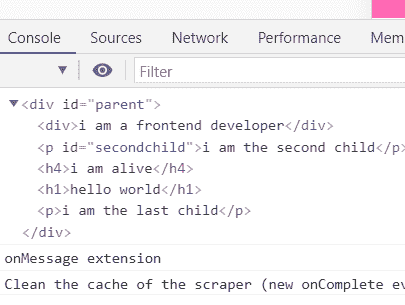 Console Sources Network Performance Mem
Filter
<div id="parent">
<div>i am a frontend developer</div>
<p id="secondchild">i am the second child</p>
<h4>i am alive</h4>
<h1>hello world</h1>
<p>i am the last child</p>
</div>
onMessage extension
Clean the cache of the scraper (new onComplete ev